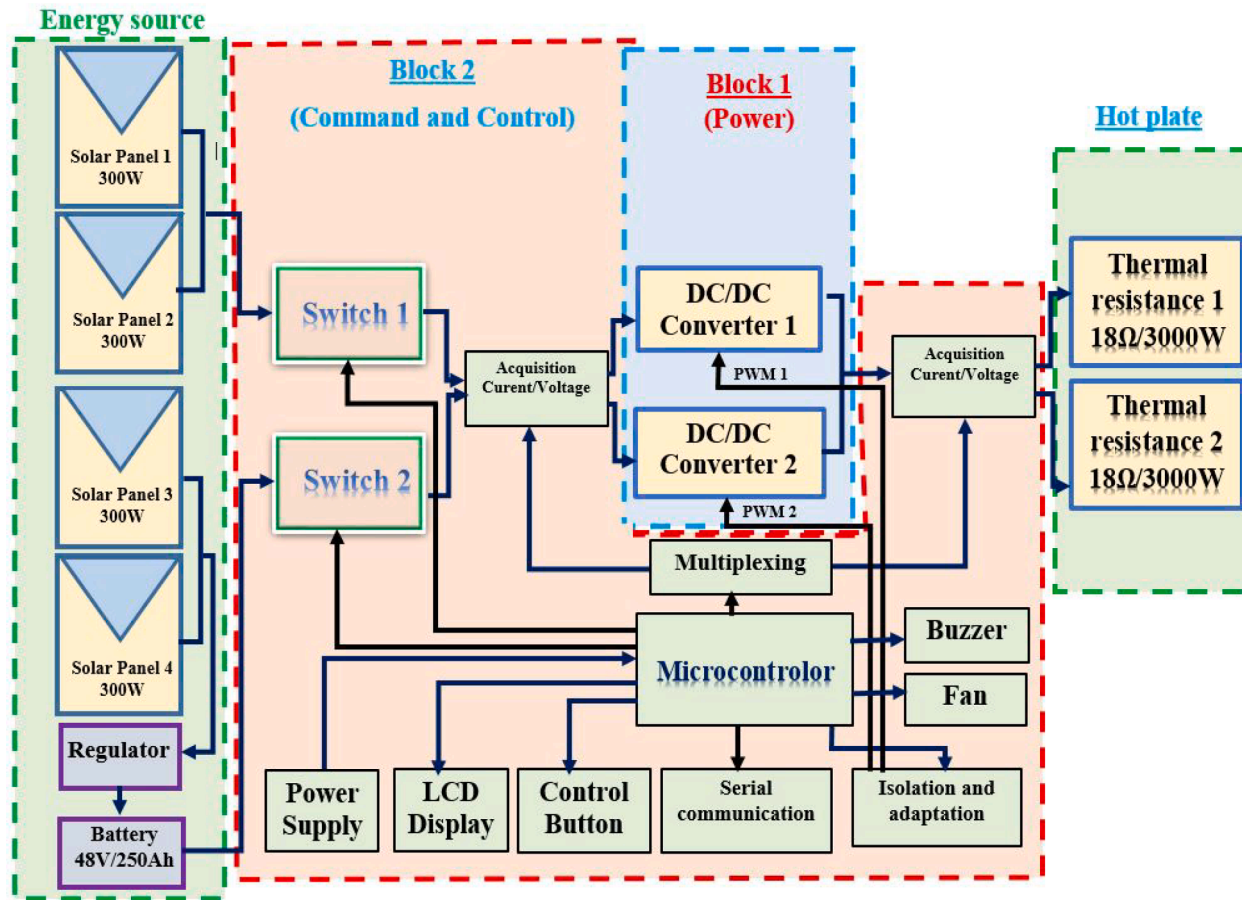 Energy source
Solar Panel 1
300W
Solar Panel 2
300W
Solar Panel 3
300W
Solar Panel 4
300W
Regulator
Battery
48V/250Ah
Block 2
(Command and Control)
Switch 1
Switch 2
Acquisition
Curent/Voltage
Block 1
(Power)
DC/DC
Converter 1
PWM 1
DC/DC
Converter 2
PWM 2
Acquisition
Curent/Voltage
Hot plate
Thermal
resistance 1
18Ω/3000W
Thermal
resistance 2
18Ω/3000W
Multiplexing
Microcontrolor
Buzzer
Fan
Power
Supply
LCD
Display
Control
Button
Serial
communication
Isolation and
adaptation